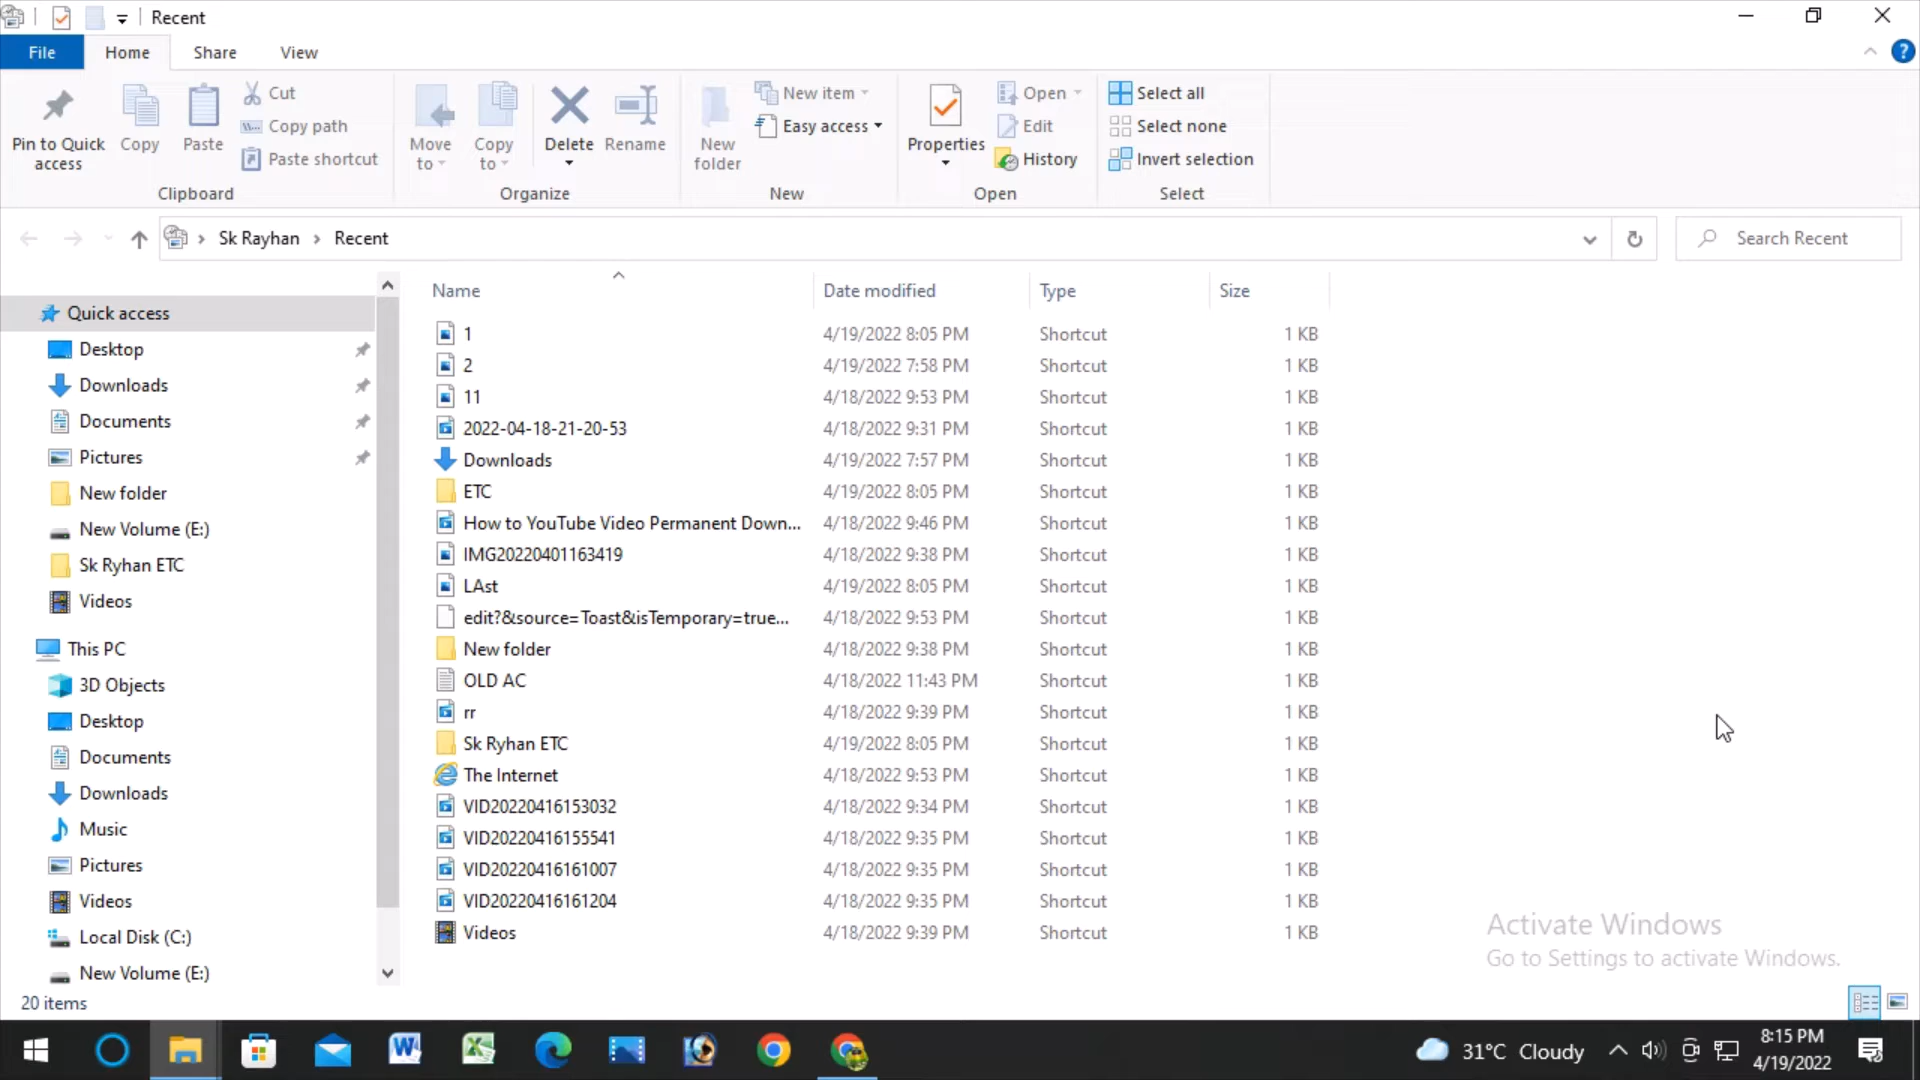 Recent
File Home Share View
Pin to Quick access
Copy
Paste
Cut
Copy path
Paste shortcut
Clipboard
Move to
Copy to
Delete
Rename
Organize
New folder
New item
Easy access
New
Properties
Open
Edit
History
Open
Select all
Select none
Invert selection
Select
Sk Rayhan Recent
Search Recent
Quick access
Desktop
Downloads
Documents
Pictures
New folder
New Volume (E:)
Sk Ryhan ETC
Videos
This PC
3D Objects
Desktop
Documents
Downloads
Music
Pictures
Videos
Local Disk (C:)
New Volume (E:)
Name Date modified Type Size
1 4/19/2022 8:05 PM Shortcut 1 KB
2 4/19/2022 7:58 PM Shortcut 1 KB
11 4/18/2022 9:53 PM Shortcut 1 KB
2022-04-18-21-20-53 4/18/2022 9:31 PM Shortcut 1 KB
Downloads 4/19/2022 7:57 PM Shortcut 1 KB
ETC 4/19/2022 8:05 PM Shortcut 1 KB
How to YouTube Video Permanent Down... 4/18/2022 9:46 PM Shortcut 1 KB
IMG20220401163419 4/18/2022 9:38 PM Shortcut 1 KB
LAst 4/19/2022 8:05 PM Shortcut 1 KB
edit?&source=Toast&isTemporary=true... 4/18/2022 9:53 PM Shortcut 1 KB
New folder 4/18/2022 9:38 PM Shortcut 1 KB
OLD AC 4/18/2022 11:43 PM Shortcut 1 KB
rr 4/18/2022 9:39 PM Shortcut 1 KB
Sk Ryhan ETC 4/19/2022 8:05 PM Shortcut 1 KB
The Internet 4/18/2022 9:53 PM Shortcut 1 KB
VID20220416153032 4/18/2022 9:34 PM Shortcut 1 KB
VID20220416155541 4/18/2022 9:35 PM Shortcut 1 KB
VID20220416161007 4/18/2022 9:35 PM Shortcut 1 KB
VID20220416161204 4/18/2022 9:35 PM Shortcut 1 KB
Videos 4/18/2022 9:39 PM Shortcut 1 KB
Activate Windows
Go to Settings to activate Windows.
20 items
31°C Cloudy
8:15 PM
4/19/2022